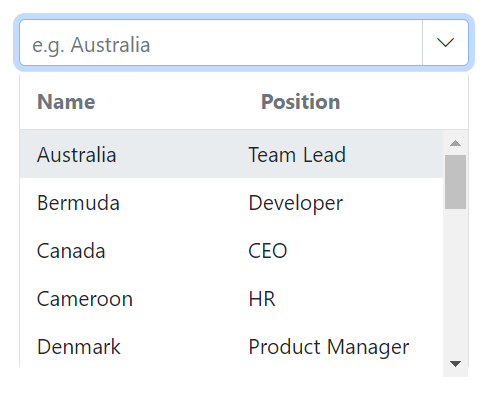 e.g. Australia
Name Position
Australia Team Lead
Bermuda Developer
Canada CEO
Cameroon HR
Denmark Product Manager